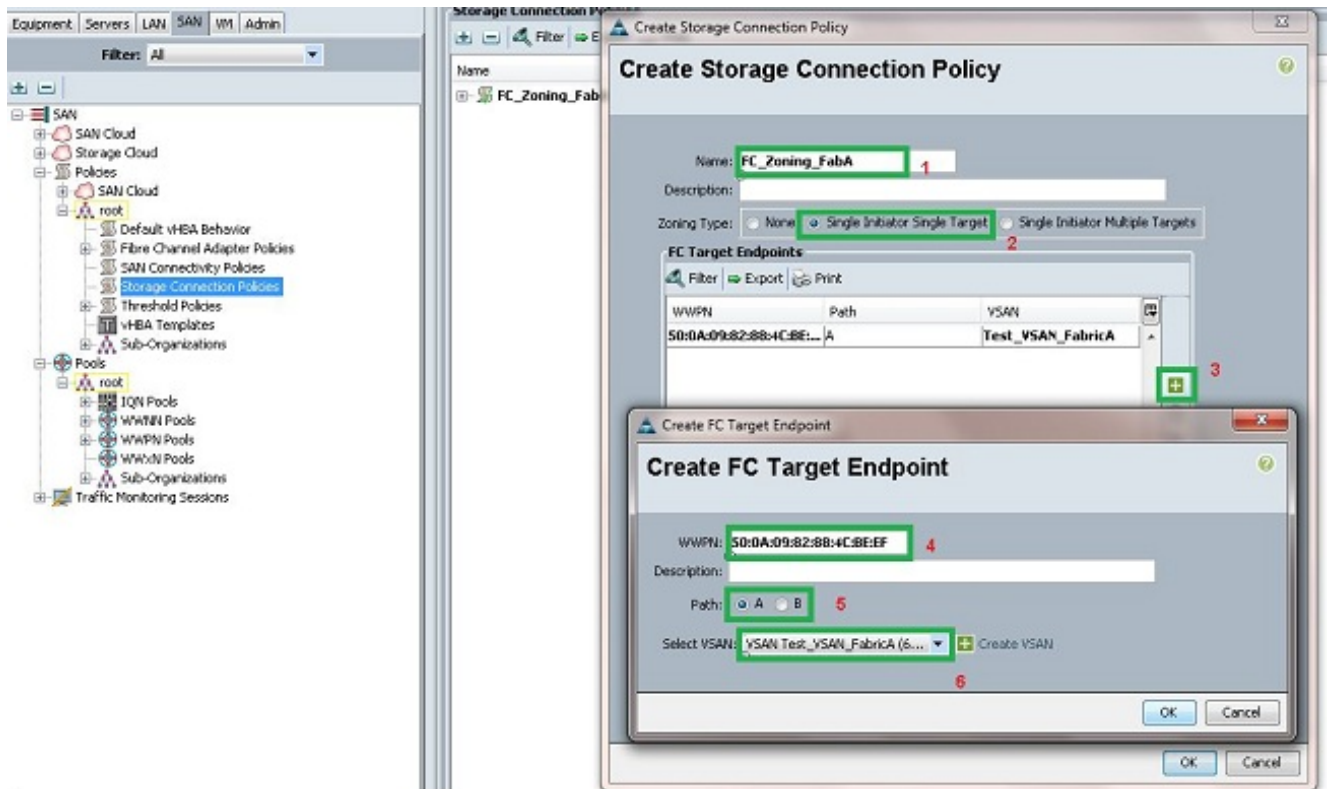 Equipment Servers LAN SAN VM Admin
Filter: All
SAN
SAN Cloud
Storage Cloud
Policies
SAN Cloud
root
Default vHBA Behavior
Fibre Channel Adapter Policies
SAN Connectivity Policies
Storage Connection Policies
Threshold Policies
vHBA Templates
Sub-Organizations
Pools
root
IQN Pools
WWNN Pools
WWPN Pools
WWxN Pools
Sub-Organizations
Traffic Monitoring Sessions
Storage Connection Policies
Filter E
Name
FC_Zoning_Fab
Create Storage Connection Policy
Create Storage Connection Policy
Name: FC_Zoning_FabA 1
Description:
Zoning Type: None Single Initiator Single Target Single Initiator Multiple Targets
2
FC Target Endpoints
Filter Export Print
WWPN Path VSAN
50:0A:09:82:88:4C:BE:... A Test_VSAN_FabricA
3
Create FC Target Endpoint
Create FC Target Endpoint
WWPN: 50:0A:09:82:88:4C:BE:EF 4
Description:
Path: A B 5
Select VSAN: VSAN Test_VSAN_FabricA (6... Create VSAN
6
OK Cancel
OK Cancel